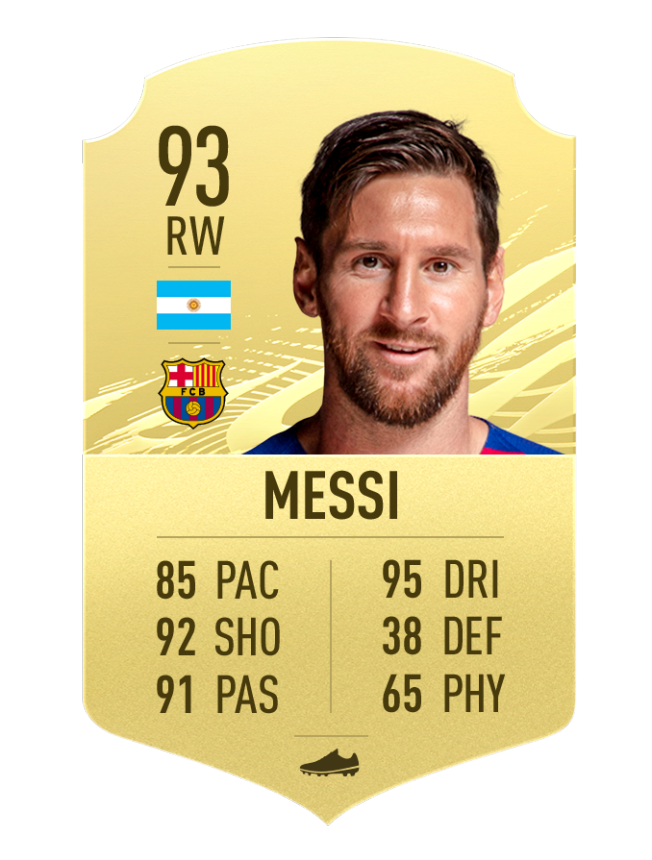 93
RW
FCB
MESSI
85 PAC
92 SHO
91 PAS
95 DRI
38 DEF
65 PHY